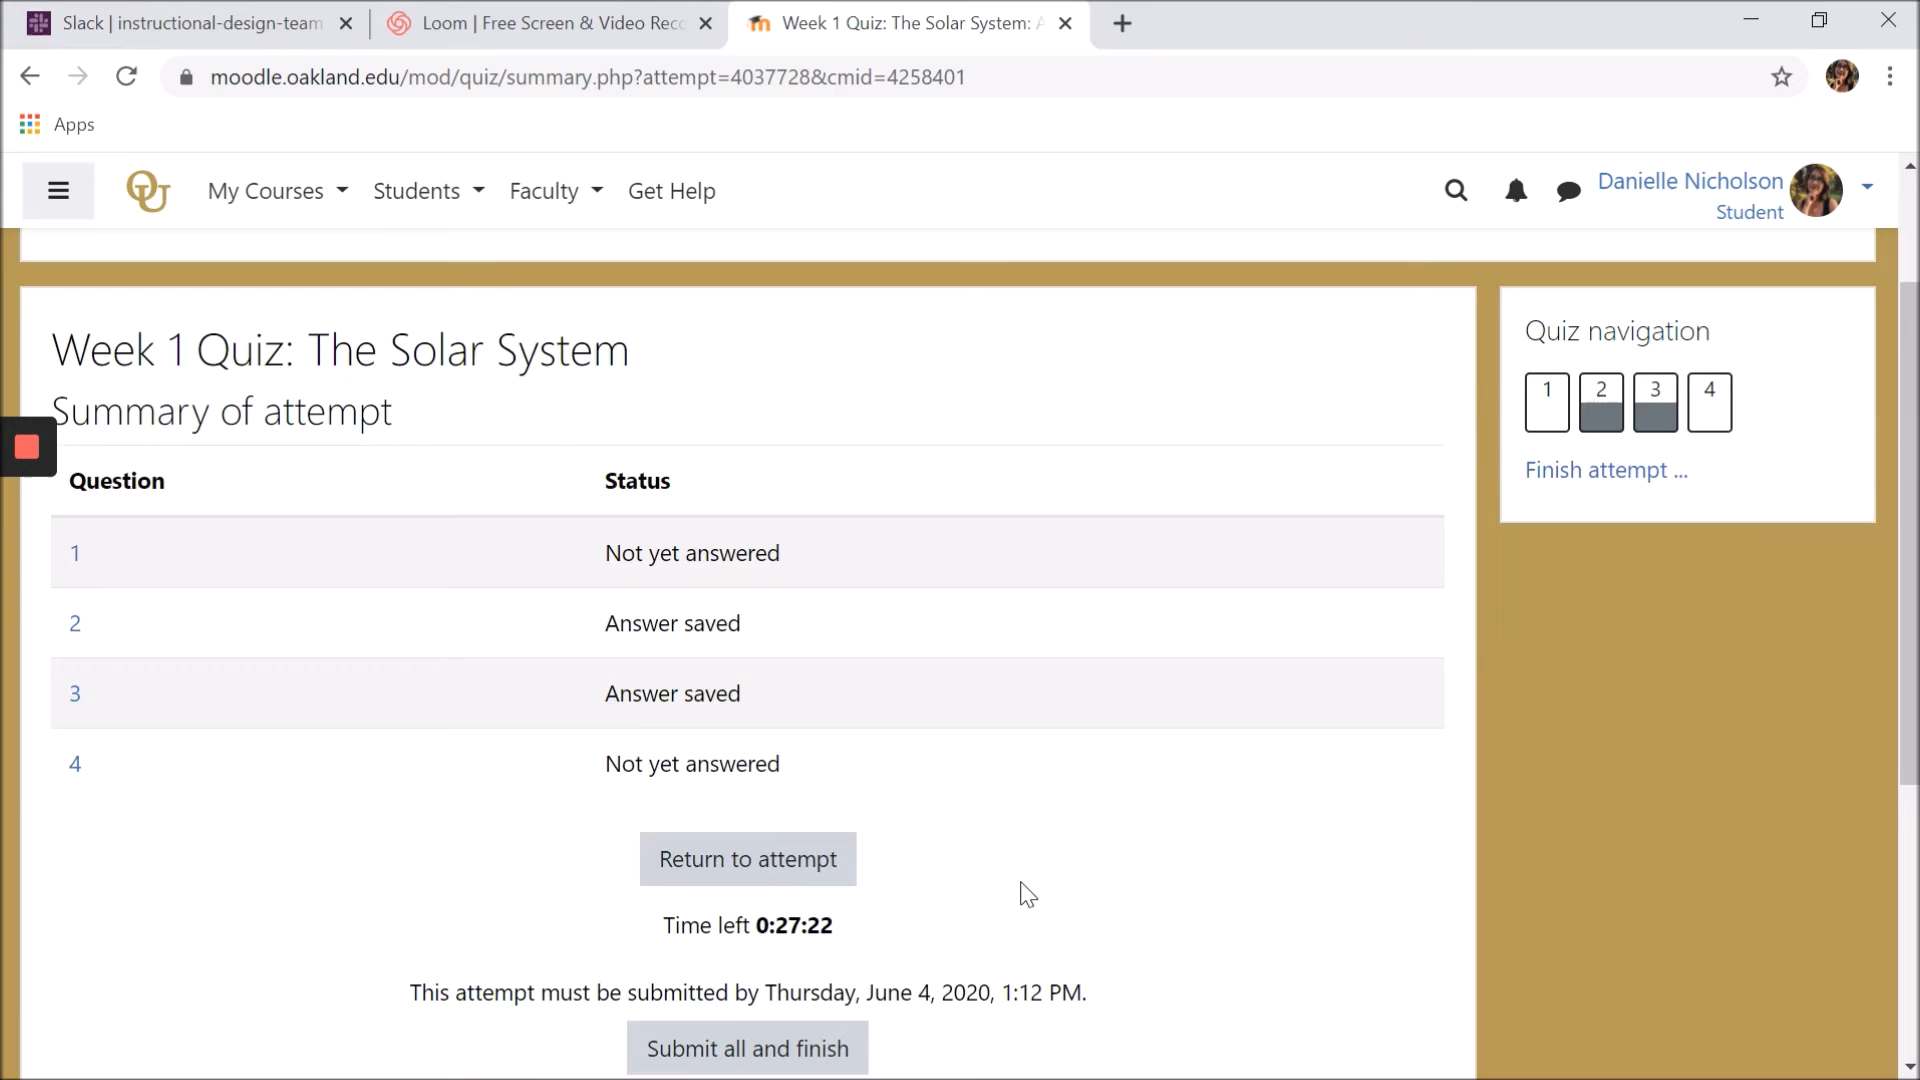 Slack | instructional-design-team
Loom | Free Screen & Video Reco
Week 1 Quiz: The Solar System: A
moodle.oakland.edu/mod/quiz/summary.php?attempt=4037728&cmid=4258401
Apps
OU
My Courses
Students
Faculty
Get Help
Danielle Nicholson
Student
Week 1 Quiz: The Solar System
Summary of attempt
Question Status
1 Not yet answered
2 Answer saved
3 Answer saved
4 Not yet answered
Return to attempt
Time left 0:27:22
This attempt must be submitted by Thursday, June 4, 2020, 1:12 PM.
Submit all and finish
Quiz navigation
1 2 3 4
Finish attempt ...